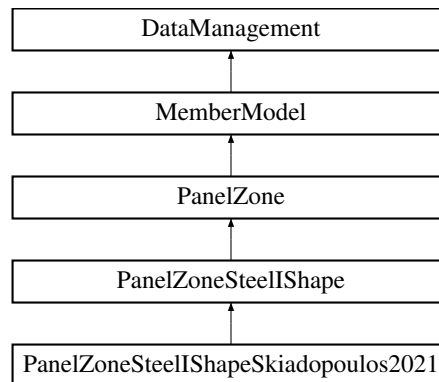 DataManagement
MemberModel
PanelZone
PanelZoneSteelIShape
PanelZoneSteelIShapeSkiadopoulos2021